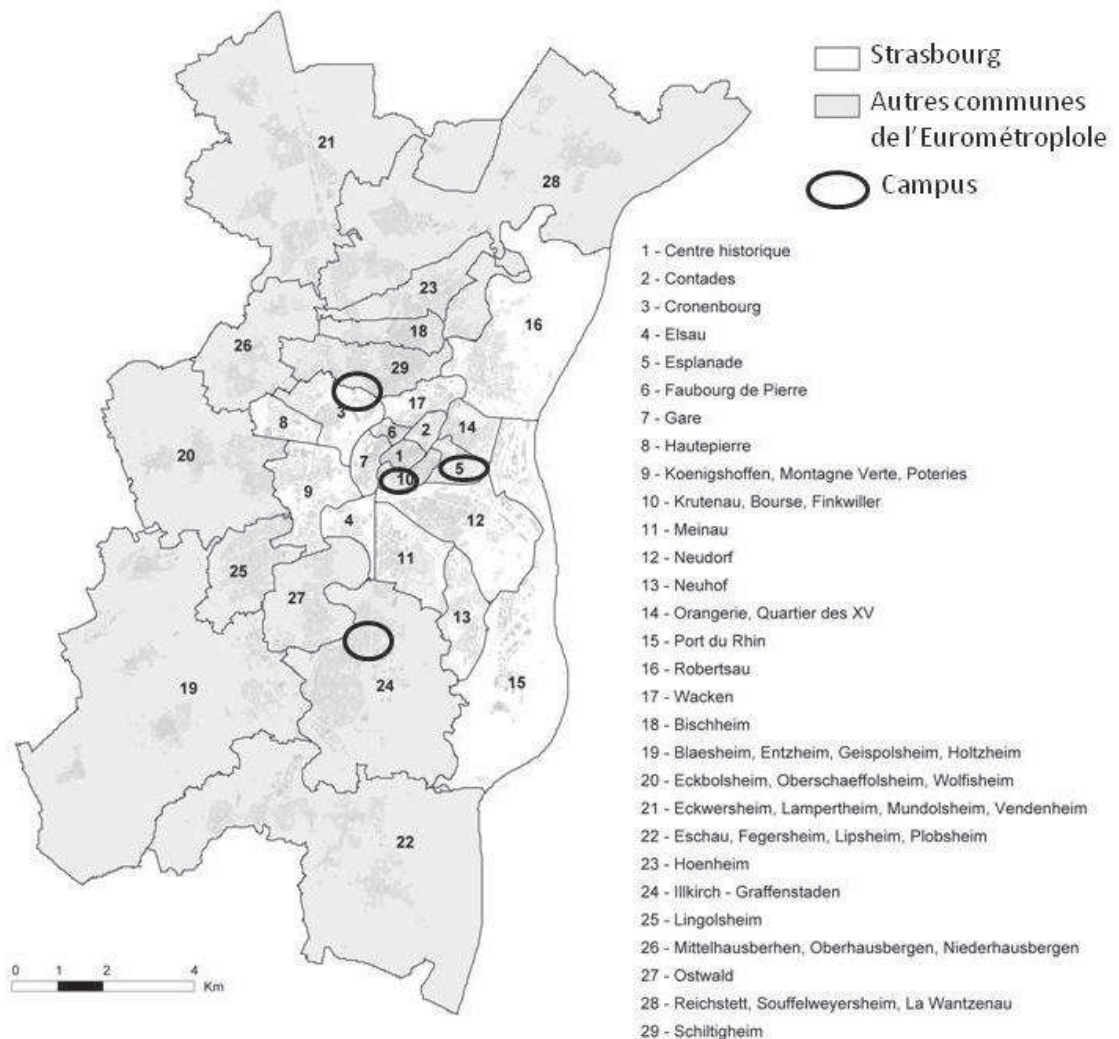 Strasbourg
Autres communes
de l'Eurométroplole
Campus
1 - Centre historique
2 - Contades
3 - Cronenbourg
4 - Elsau
5 - Esplanade
6 - Faubourg de Pierre
7 - Gare
8 - Hautepierre
9 - Koenigshoffen, Montagne Verte, Poteries
10 - Krutenau, Bourse, Finkwiller
11 - Meinau
12 - Neudorf
13 - Neuhof
14 - Orangerie, Quartier des XV
15 - Port du Rhin
16 - Robertsau
17 - Wacken
18 - Bischheim
19 - Blaesheim, Entzheim, Geispolsheim, Holtzheim
20 - Eckbolsheim, Oberschaeffolsheim, Wolfisheim
21 - Eckwersheim, Lampertheim, Mundolsheim, Vendenheim
22 - Eschau, Fegersheim, Lipsheim, Plobsheim
23 - Hoenheim
24 - Illkirch - Graffenstaden
25 - Lingolsheim
26 - Mittelhausberhen, Oberhausbergen, Niederhausbergen
27 - Ostwald
28 - Reichstett, Souffelweyersheim, La Wantzenau
29 - Schiltigheim
21
28
23
16
18
26
29
3
17
8
2
14
6
20
1
7
5
10
9
4
12
11
25
27
13
19
24
15
22
0 1 2 4
Km